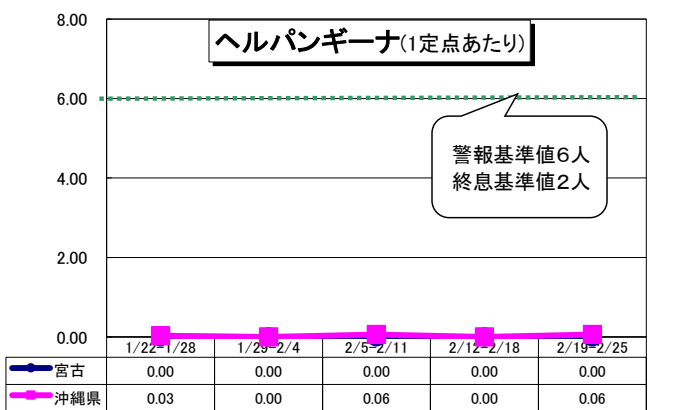 8.00
ヘルパンギーナ(1定点あたり)
6.00
警報基準値6人
終息基準値2人
4.00
2.00
0.00
1/22-1/28 1/29-2/4 2/5-2/11 2/12-2/18 2/19-2/25
宮古 0.00 0.00 0.00 0.00 0.00
沖縄県 0.03 0.00 0.06 0.00 0.06